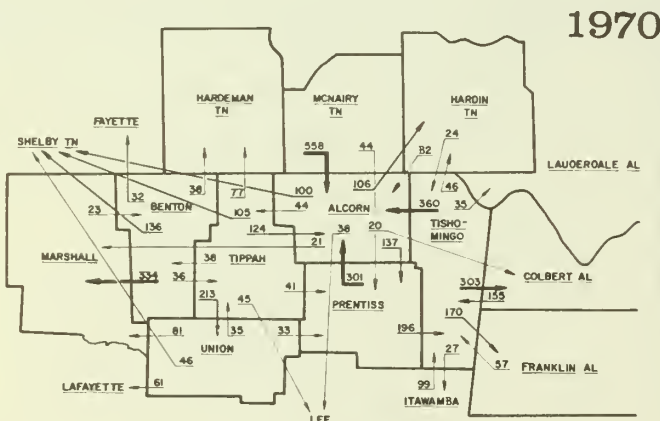 1970
HARDEMAN
TN
MCNAIRY
TN
HARDIN
TN
FAYETTE
SHELBY TN
558
44
24
82
LAUDERDALE AL
32
38
77
100
106
46
35
23
BENTON
105
44
ALCORN
360
TISHO-
MINGO
136
124
21
38
20
137
COLBERT AL
MARSHALL
334
38
TIPPAH
36
301
303
155
213
45
41
PRENTISS
170
81
35
33
196
UNION
27
57
FRANKLIN AL
46
LAFAYETTE
61
99
ITAWAMBA
LEE